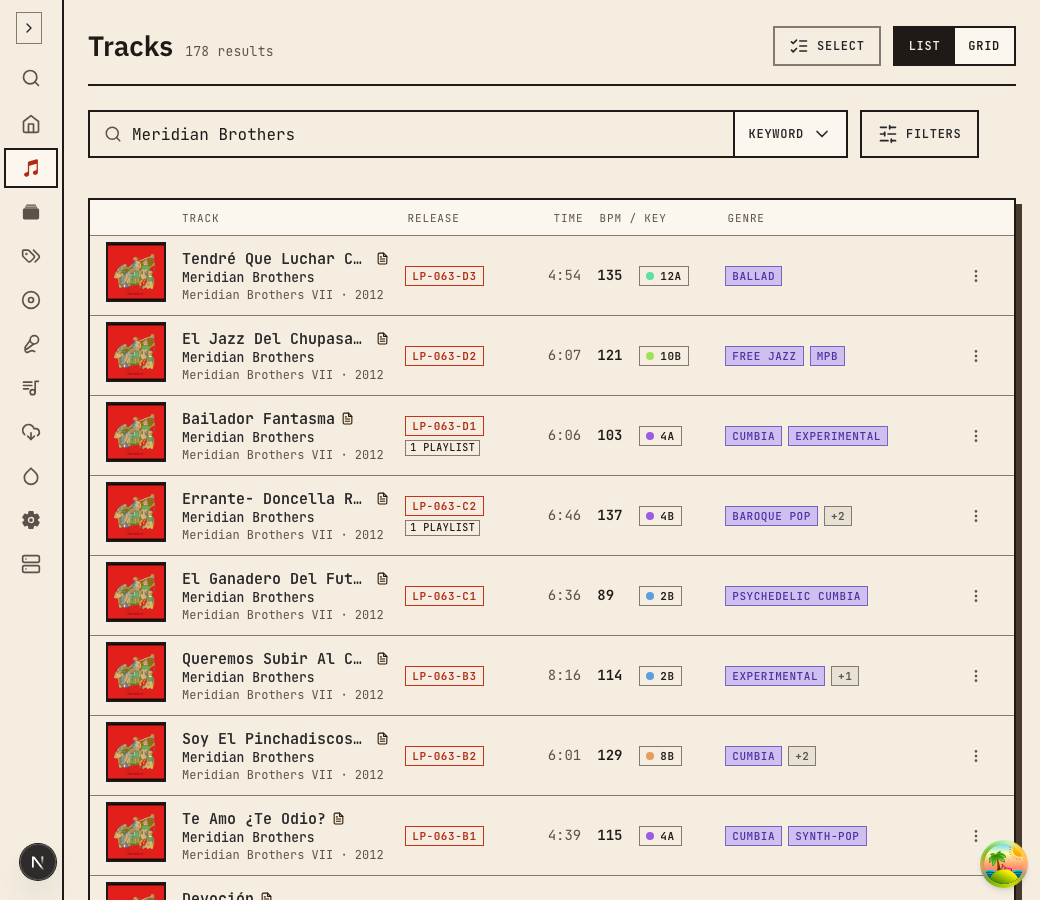 Tracks 178 results
SELECT
LIST GRID
Meridian Brothers
KEYWORD
FILTERS
TRACK RELEASE TIME BPM / KEY GENRE
Tendré Que Luchar C…
Meridian Brothers
Meridian Brothers VII · 2012
LP-063-D3
4:54 135 12A
BALLAD
El Jazz Del Chupasa…
Meridian Brothers
Meridian Brothers VII · 2012
LP-063-D2
6:07 121 10B
FREE JAZZ MPB
Bailador Fantasma
Meridian Brothers
Meridian Brothers VII · 2012
LP-063-D1
1 PLAYLIST
6:06 103 4A
CUMBIA EXPERIMENTAL
Errante- Doncella R…
Meridian Brothers
Meridian Brothers VII · 2012
LP-063-C2
1 PLAYLIST
6:46 137 4B
BAROQUE POP +2
El Ganadero Del Fut…
Meridian Brothers
Meridian Brothers VII · 2012
LP-063-C1
6:36 89 2B
PSYCHEDELIC CUMBIA
Queremos Subir Al C…
Meridian Brothers
Meridian Brothers VII · 2012
LP-063-B3
8:16 114 2B
EXPERIMENTAL +1
Soy El Pinchadiscos…
Meridian Brothers
Meridian Brothers VII · 2012
LP-063-B2
6:01 129 8B
CUMBIA +2
Te Amo ¿Te Odio?
Meridian Brothers
Meridian Brothers VII · 2012
LP-063-B1
4:39 115 4A
CUMBIA SYNTH-POP
Devoción
N